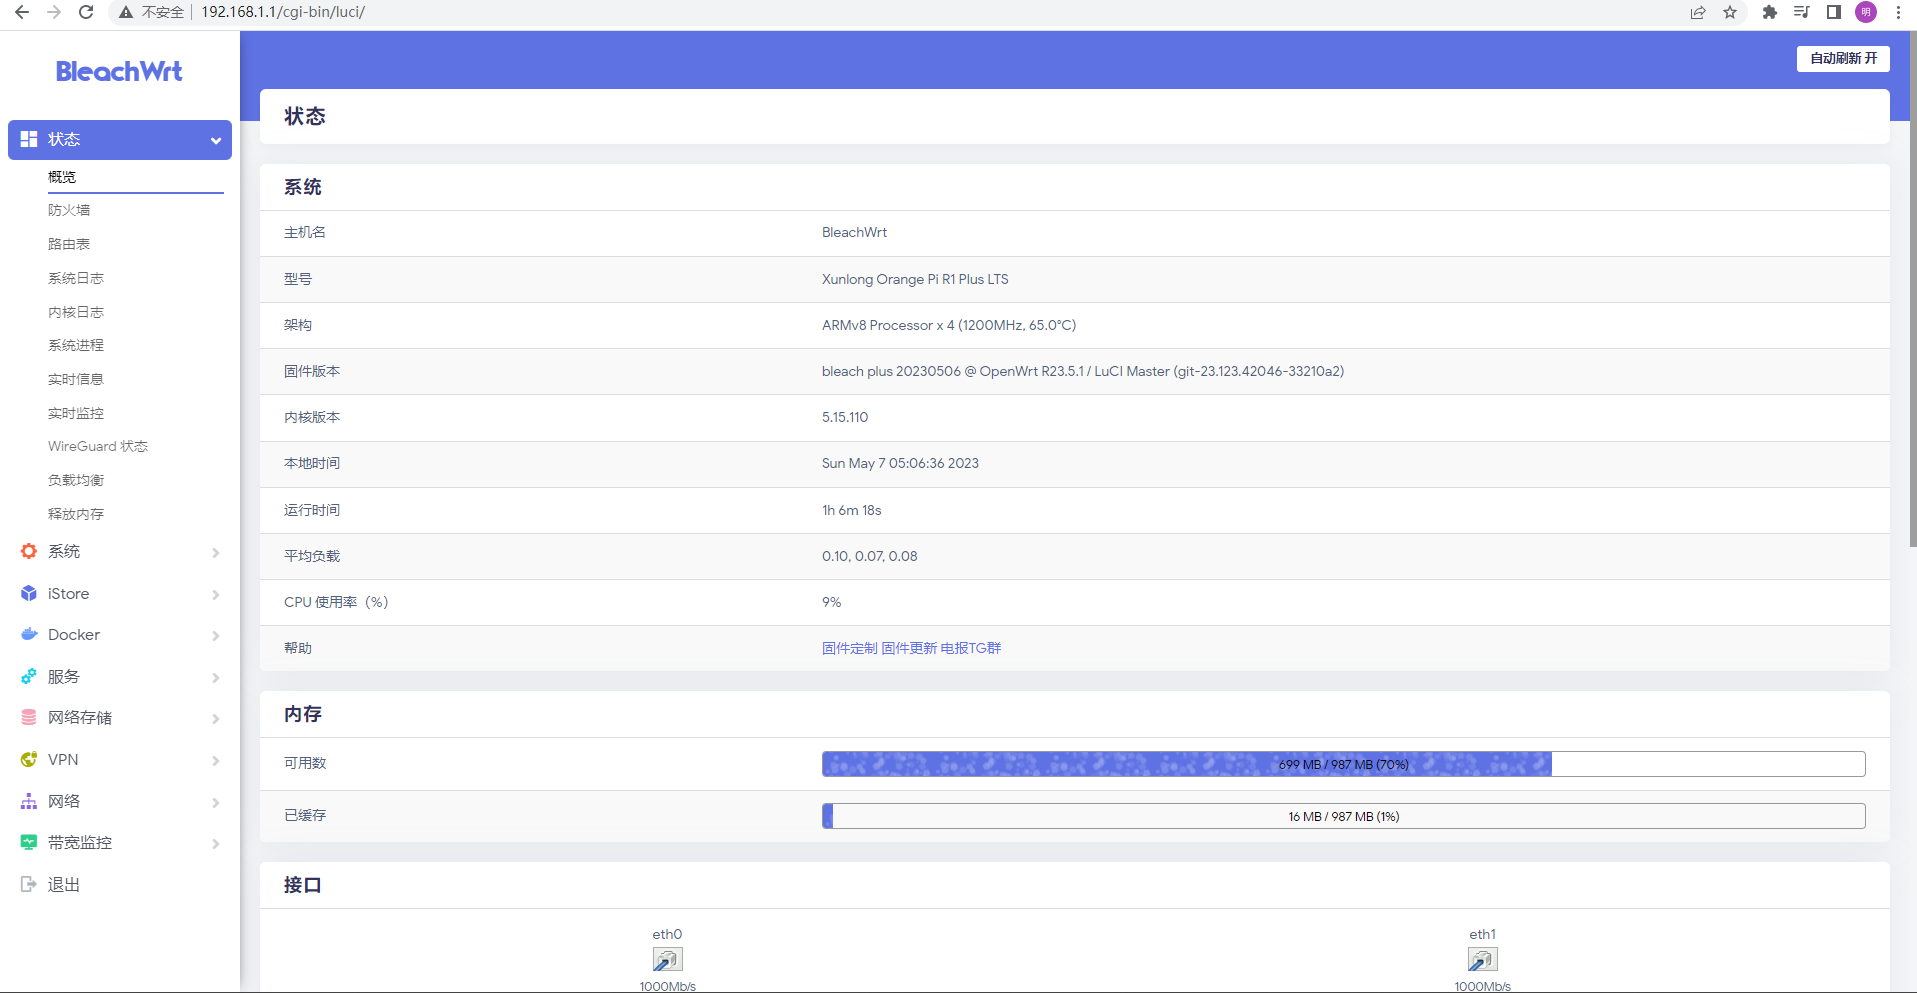 不安全 192.168.1.1/cgi-bin/luci/
明
BleachWrt
自动刷新 开
状态
概览
防火墙
路由表
系统日志
内核日志
系统进程
实时信息
实时监控
WireGuard 状态
负载均衡
释放内存
系统
iStore
Docker
服务
网络存储
VPN
网络
带宽监控
退出
状态
系统
主机名 BleachWrt
型号 Xunlong Orange Pi R1 Plus LTS
架构 ARMv8 Processor x 4 (1200MHz, 65.0°C)
固件版本 bleach plus 20230506 @ OpenWrt R23.5.1 / LuCI Master (git-23.123.42046-33210a2)
内核版本 5.15.110
本地时间 Sun May 7 05:06:36 2023
运行时间 1h 6m 18s
平均负载 0.10, 0.07, 0.08
CPU 使用率（%） 9%
帮助 固件定制 固件更新 电报TG群
内存
可用数 699 MB / 987 MB (70%)
已缓存 16 MB / 987 MB (1%)
接口
eth0 eth1
1000Mb/s 1000Mb/s